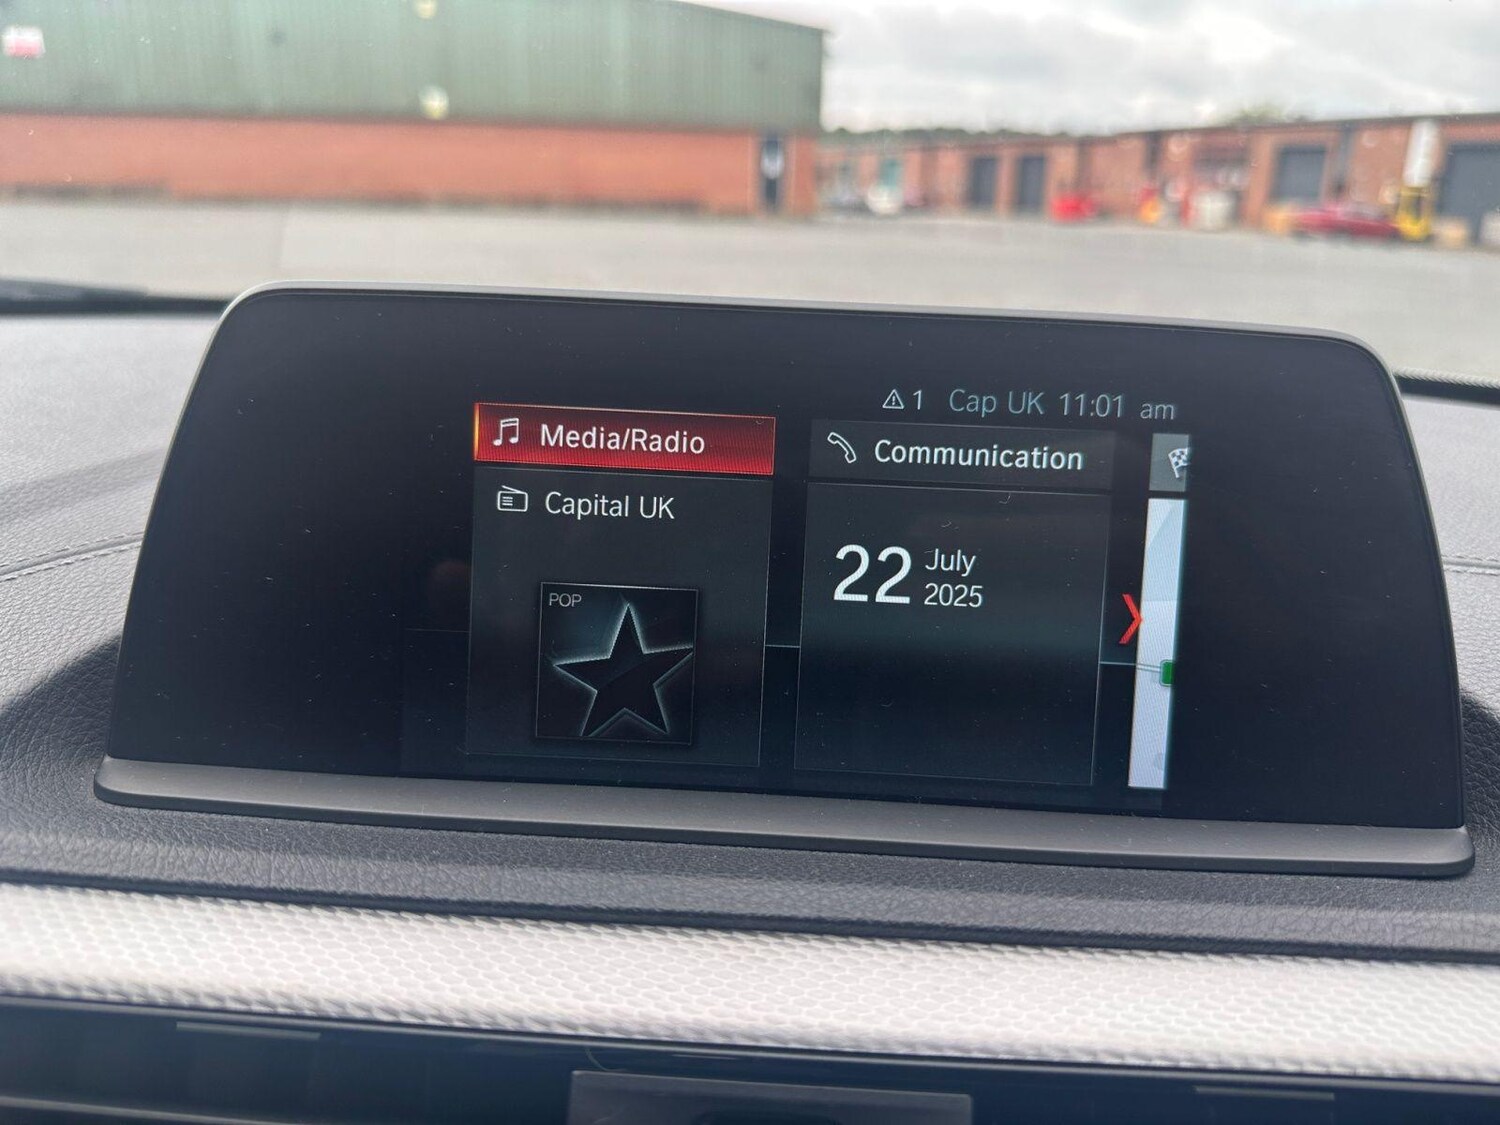 1 Cap UK 11:01 am
Media/Radio
Communication
Capital UK
POP
22 July
2025